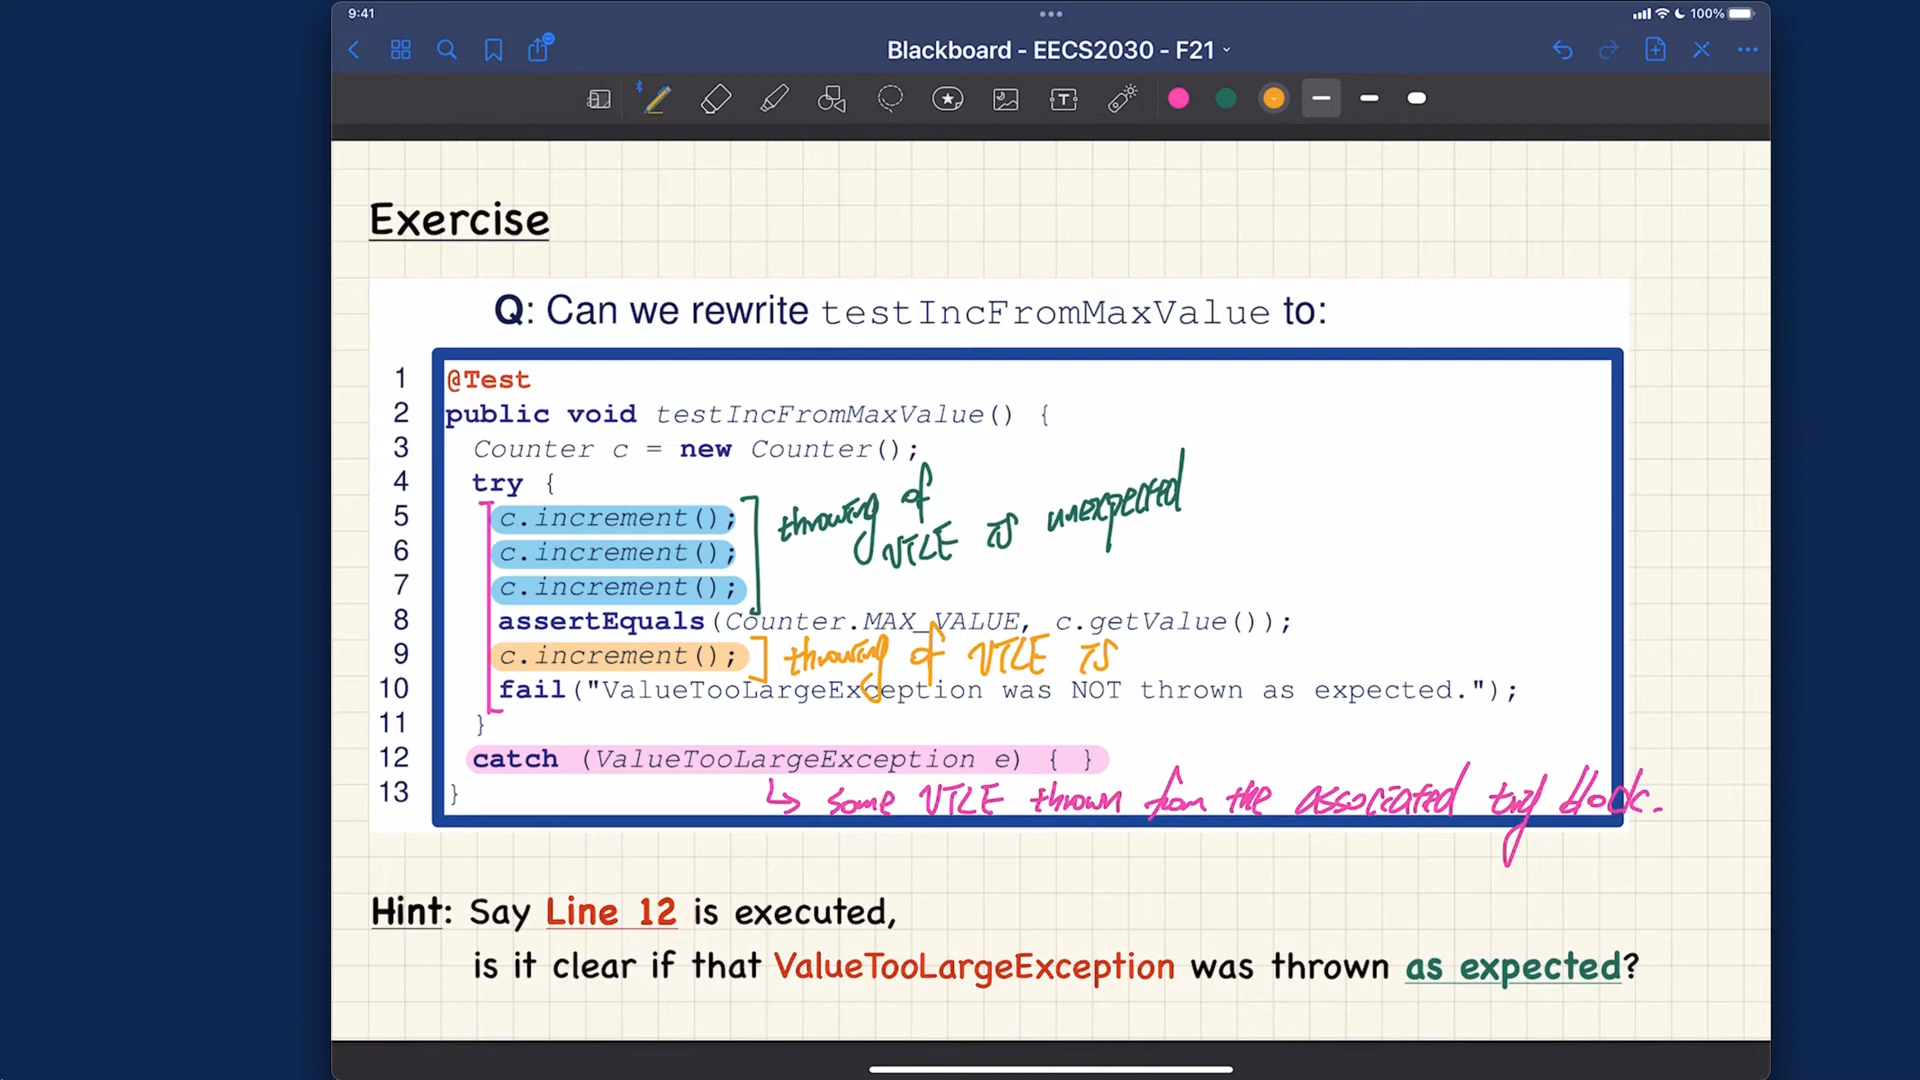 9:41
100%
Blackboard - EECS2030 - F21
Exercise
Q: Can we rewrite testIncFromMaxValue to:
1 @Test
2 public void testIncFromMaxValue() {
3 Counter c = new Counter();
4 try {
5 c.increment();
6 c.increment();
7 c.increment();
throwing of
VTLE is unexpected
8 assertEquals(Counter.MAX_VALUE, c.getValue());
9 c.increment(); throwing of VTLE is
10 fail("ValueTooLargeException was NOT thrown as expected.");
11 }
12 catch (ValueTooLargeException e) { }
13 }
↳ some VTLE thrown from the associated try block.
Hint: Say Line 12 is executed,
is it clear if that ValueTooLargeException was thrown as expected?